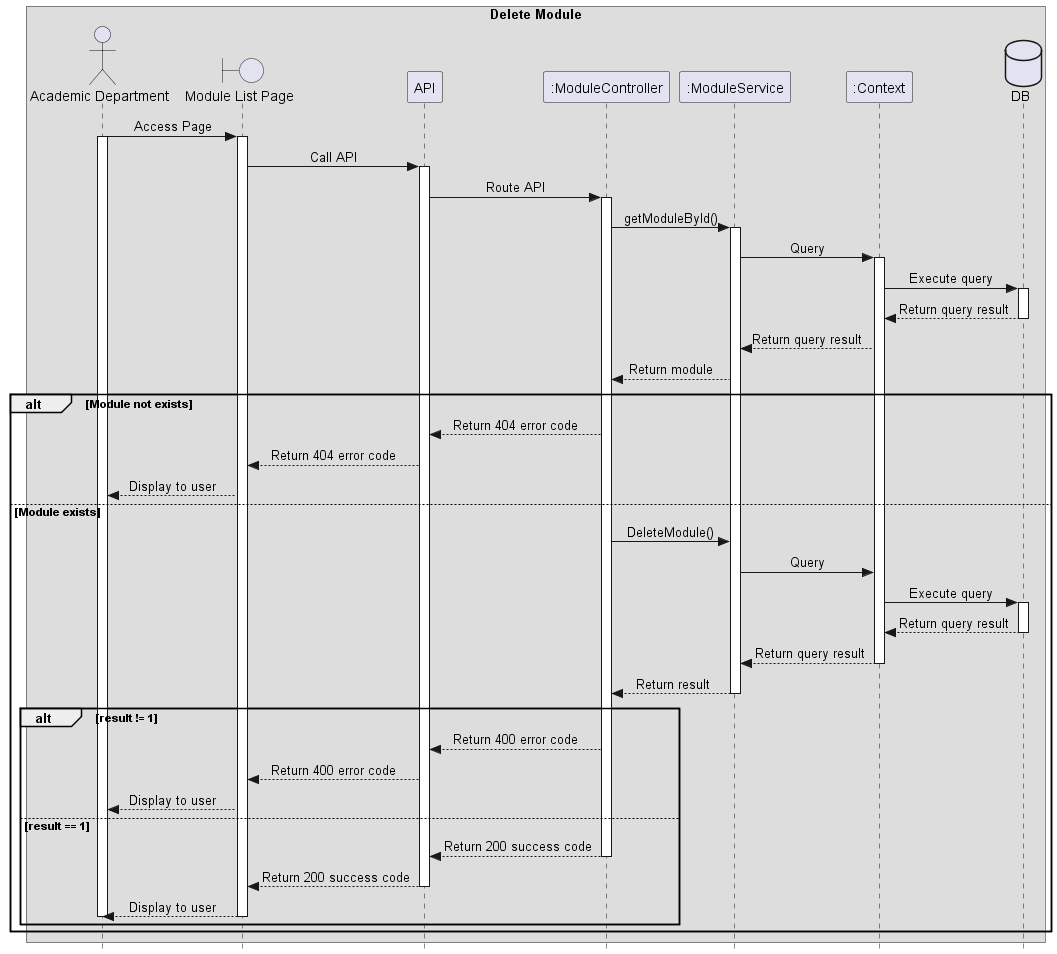 Delete Module
Academic Department
Module List Page
API
:ModuleController
:ModuleService
:Context
DB
Access Page
Call API
Route API
getModuleById()
Query
Execute query
Return query result
Return query result
Return module
alt [Module not exists]
Return 404 error code
Return 404 error code
Display to user
[Module exists]
DeleteModule()
Query
Execute query
Return query result
Return query result
Return result
alt [result != 1]
Return 400 error code
Return 400 error code
Display to user
[result == 1]
Return 200 success code
Return 200 success code
Display to user